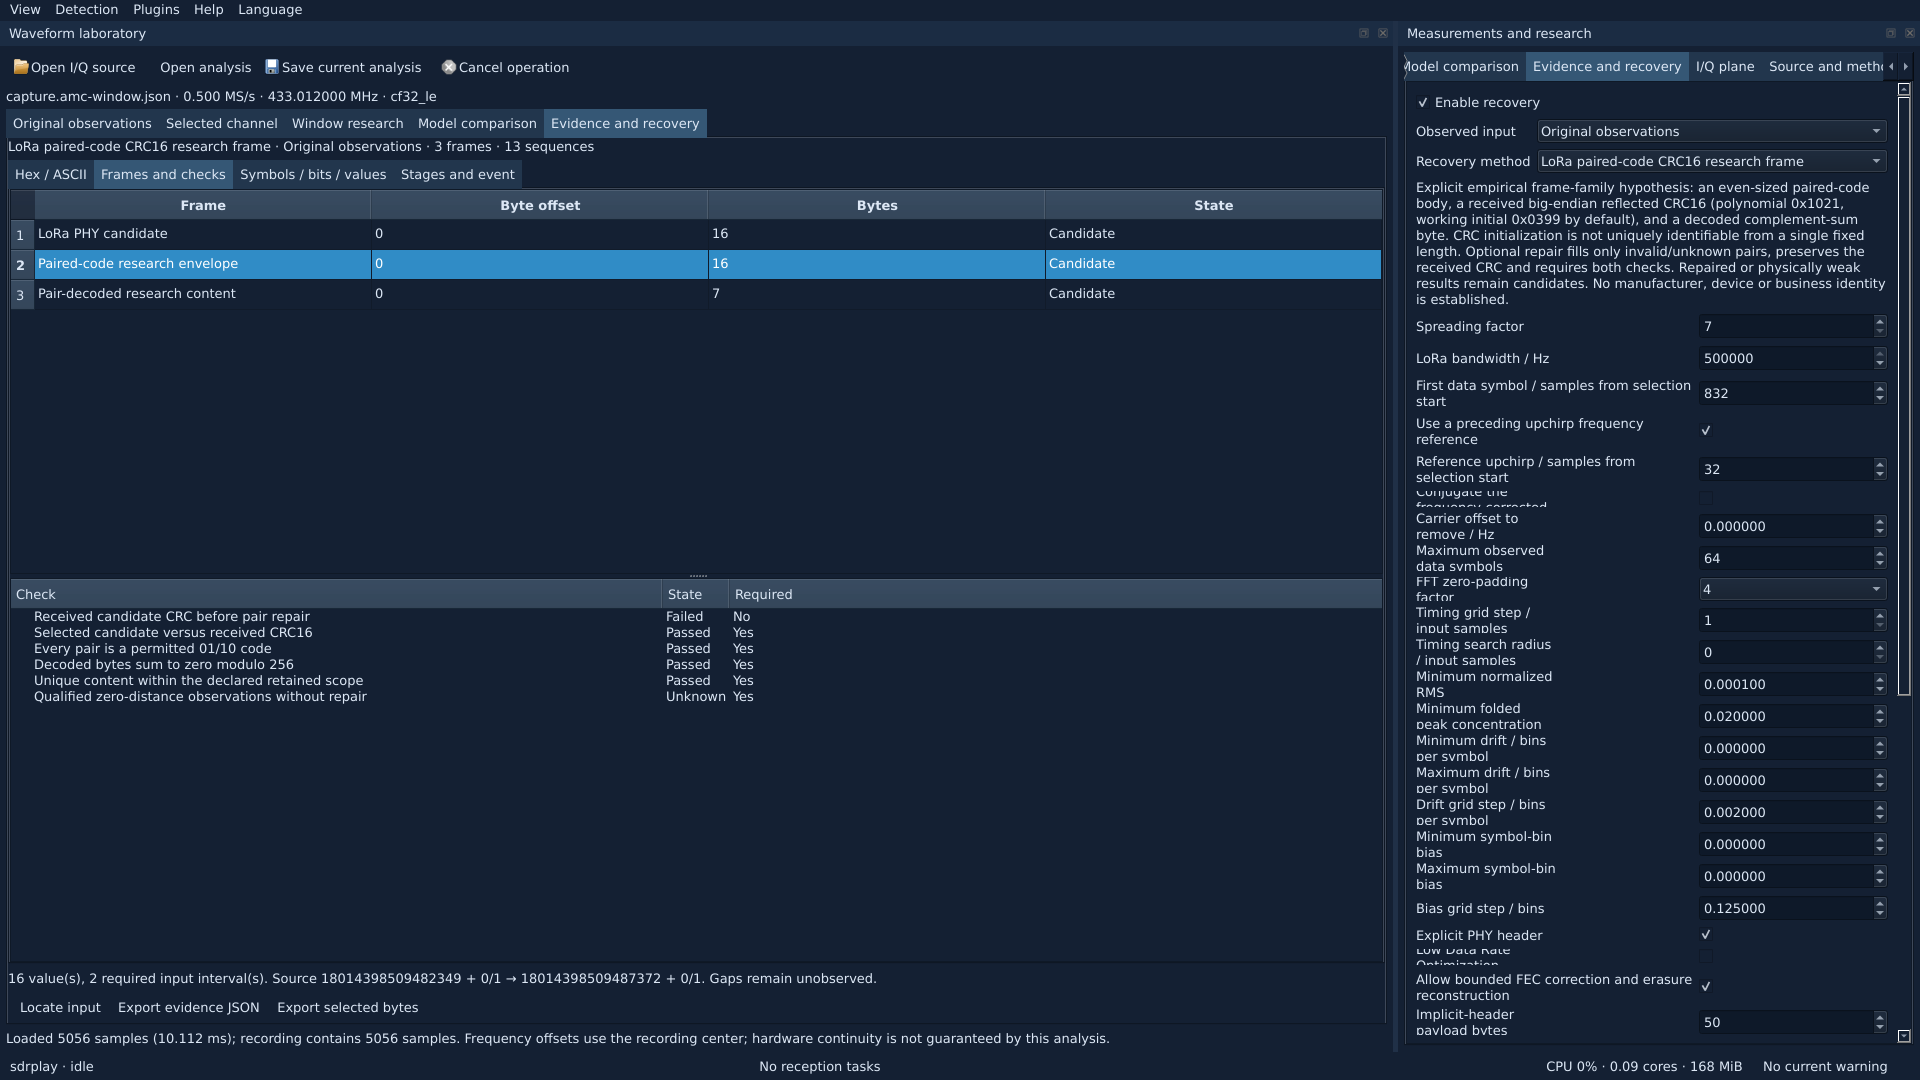 View Detection Plugins Help Language
Waveform laboratory
Open I/Q source Open analysis Save current analysis Cancel operation
capture.amc-window.json · 0.500 MS/s · 433.012000 MHz · cf32_le
Original observations Selected channel Window research Model comparison Evidence and recovery
LoRa paired-code CRC16 research frame · Original observations · 3 frames · 13 sequences
Hex / ASCII Frames and checks Symbols / bits / values Stages and event
Frame Byte offset Bytes State
1 LoRa PHY candidate 0 16 Candidate
2 Paired-code research envelope 0 16 Candidate
3 Pair-decoded research content 0 7 Candidate
Check State Required
Received candidate CRC before pair repair Failed No
Selected candidate versus received CRC16 Passed Yes
Every pair is a permitted 01/10 code Passed Yes
Decoded bytes sum to zero modulo 256 Passed Yes
Unique content within the declared retained scope Passed Yes
Qualified zero-distance observations without repair Unknown Yes
16 value(s), 2 required input interval(s). Source 18014398509482349 + 0/1 → 18014398509487372 + 0/1. Gaps remain unobserved.
Locate input Export evidence JSON Export selected bytes
Loaded 5056 samples (10.112 ms); recording contains 5056 samples. Frequency offsets use the recording center; hardware continuity is not guaranteed by this analysis.
Measurements and research
Model comparison Evidence and recovery I/Q plane Source and metho
Enable recovery
Observed input Original observations
Recovery method LoRa paired-code CRC16 research frame
Explicit empirical frame-family hypothesis: an even-sized paired-code
body, a received big-endian reflected CRC16 (polynomial 0x1021,
working initial 0x0399 by default), and a decoded complement-sum
byte. CRC initialization is not uniquely identifiable from a single fixed
length. Optional repair fills only invalid/unknown pairs, preserves the
received CRC and requires both checks. Repaired or physically weak
results remain candidates. No manufacturer, device or business identity
is established.
Spreading factor 7
LoRa bandwidth / Hz 500000
First data symbol / samples from selection
start 832
Use a preceding upchirp frequency
reference
Reference upchirp / samples from
selection start 32
Conjugate the
frequency-corrected
Carrier offset to
remove / Hz 0.000000
Maximum observed
data symbols 64
FFT zero-padding
factor 4
Timing grid step /
input samples 1
Timing search radius
/ input samples 0
Minimum normalized
RMS 0.000100
Minimum folded
peak concentration 0.020000
Minimum drift / bins
per symbol 0.000000
Maximum drift / bins
per symbol 0.000000
Drift grid step / bins
per symbol 0.002000
Minimum symbol-bin
bias 0.000000
Maximum symbol-bin
bias 0.000000
Bias grid step / bins 0.125000
Explicit PHY header
Low Data Rate
Optimization
Allow bounded FEC correction and erasure
reconstruction
Implicit-header
payload bytes 50
sdrplay · idle No reception tasks CPU 0% · 0.09 cores · 168 MiB No current warning